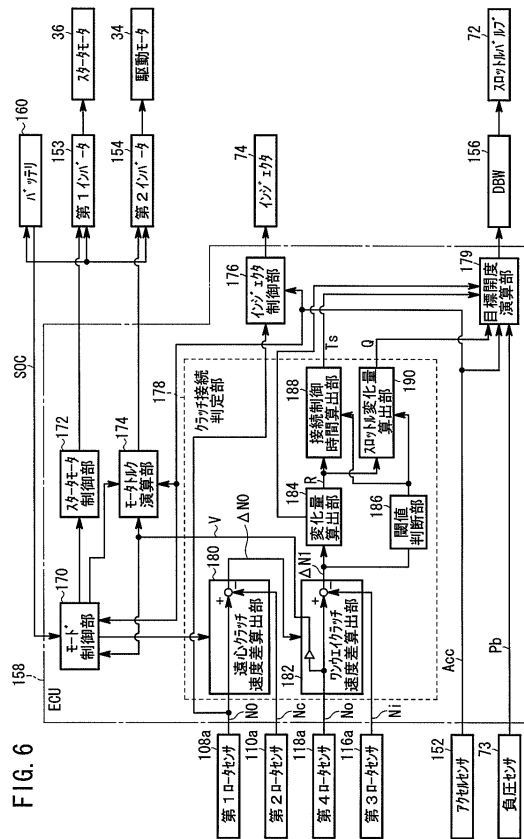 FIG. 6
158
ECU
SOC
170
モード
制御部
172
スタータモータ
制御部
174
モータトルク
演算部
160
バッテリ
153
第1インバータ
36
スタータモータ
154
第2インバータ
34
駆動モータ
178
クラッチ接続
判定部
176
インジェクタ
制御部
74
インジェクタ
V
180
遠心クラッチ
速度差算出部
+
−
ΔN0
182
ワンウエイクラッチ
速度差算出部
+
−
ΔN1
184
変化量
算出部
R
186
閾値
判断部
188
接続制御
時間算出部
Ts
190
スロットル変化量
算出部
Q
179
目標開度
演算部
156
DBW
72
スロットルバルブ
108a
第1ロータセンサ
N0
110a
第2ロータセンサ
Nc
118a
第4ロータセンサ
No
116a
第3ロータセンサ
Ni
152
アクセルセンサ
Acc
73
負圧センサ
Pb